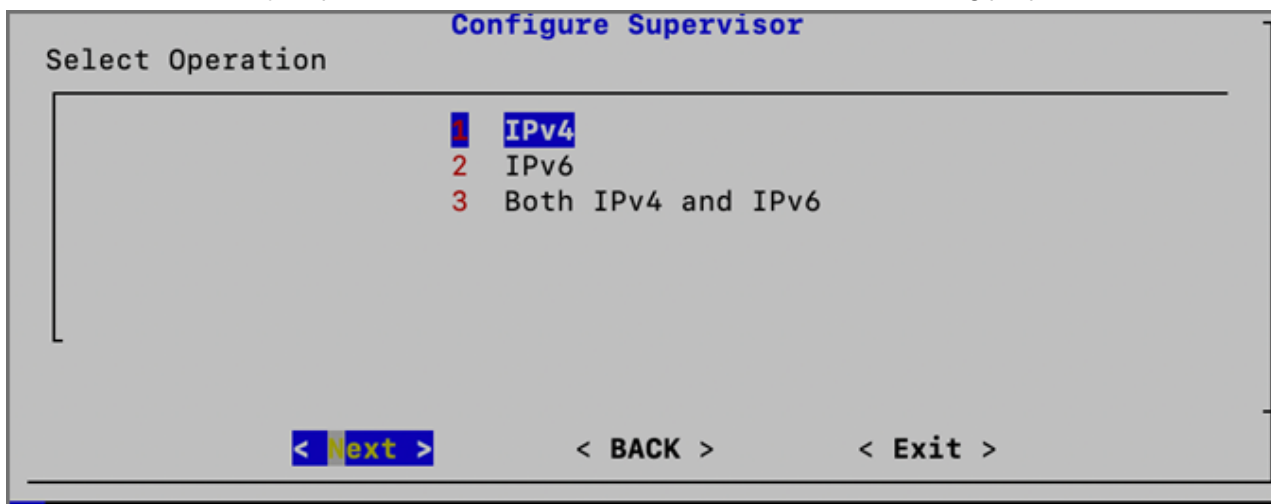 Configure Supervisor
Select Operation
1 IPv4
2 IPv6
3 Both IPv4 and IPv6
< Next > < BACK > < Exit >